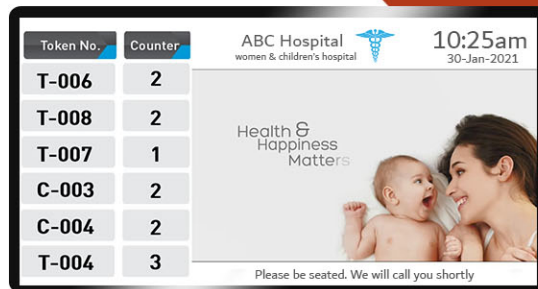 Token No. Counter
T-006 2
T-008 2
T-007 1
C-003 2
C-004 2
T-004 3
ABC Hospital
women & children's hospital
10:25am
30-Jan-2021
Health &
Happiness
Matters
Please be seated. We will call you shortly